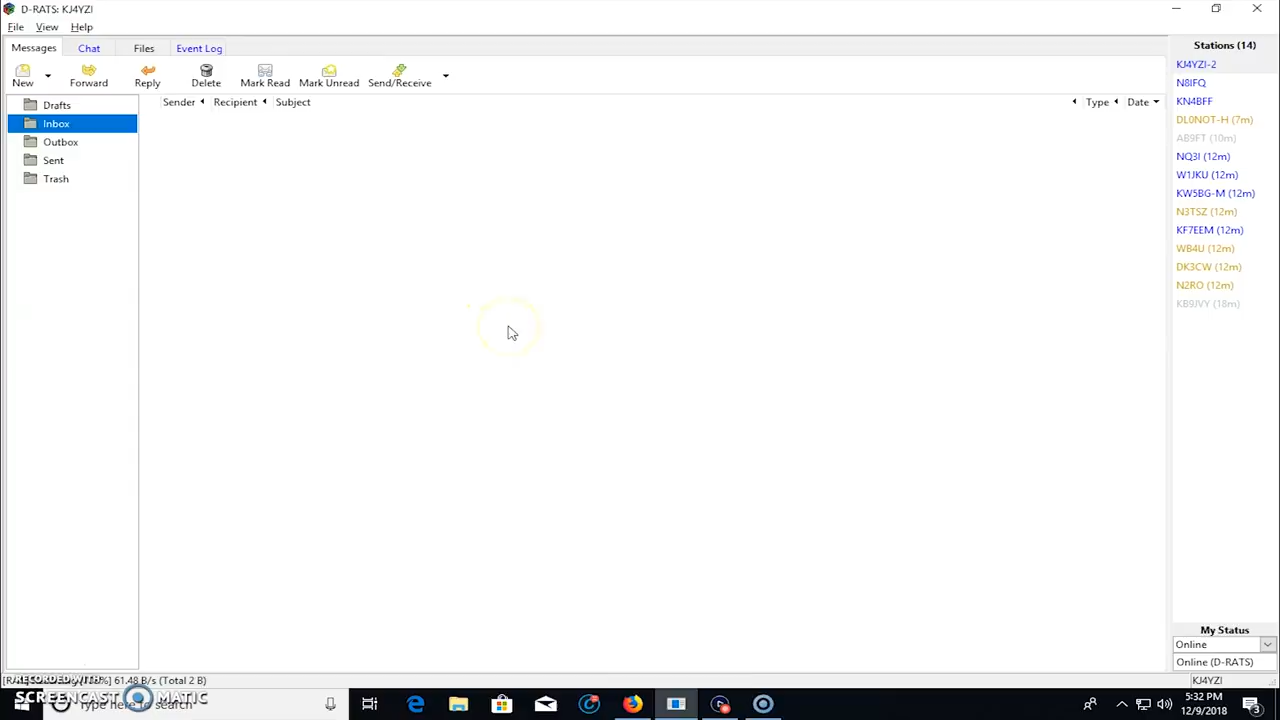 D-RATS: KJ4YZI
File View Help
Messages Chat Files Event Log
New Forward Reply Delete Mark Read Mark Unread Send/Receive
Drafts
Inbox
Outbox
Sent
Trash
Sender Recipient Subject Type Date
Stations (14)
KJ4YZI-2
N8IFQ
KN4BFF
DL0NOT-H (7m)
AB9FT (10m)
NQ3I (12m)
W1JKU (12m)
KW5BG-M (12m)
N3TSZ (12m)
KF7EEM (12m)
WB4U (12m)
DK3CW (12m)
N2RO (12m)
KB9JVY (18m)
My Status
Online
Online (D-RATS)
61.48 B/s (Total 2 B)
KJ4YZI
RECORDED WITH
SCREENCAST MATIC
Type here to search
5:32 PM
12/9/2018
3